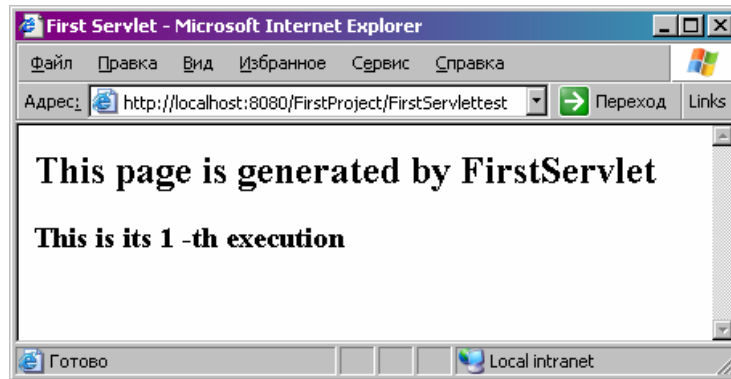 First Servlet - Microsoft Internet Explorer
Файл Правка Вид Избранное Сервис Справка
Адрес: http://localhost:8080/FirstProject/FirstServlettest Переход Links
This page is generated by FirstServlet
This is its 1 -th execution
Готово Local intranet